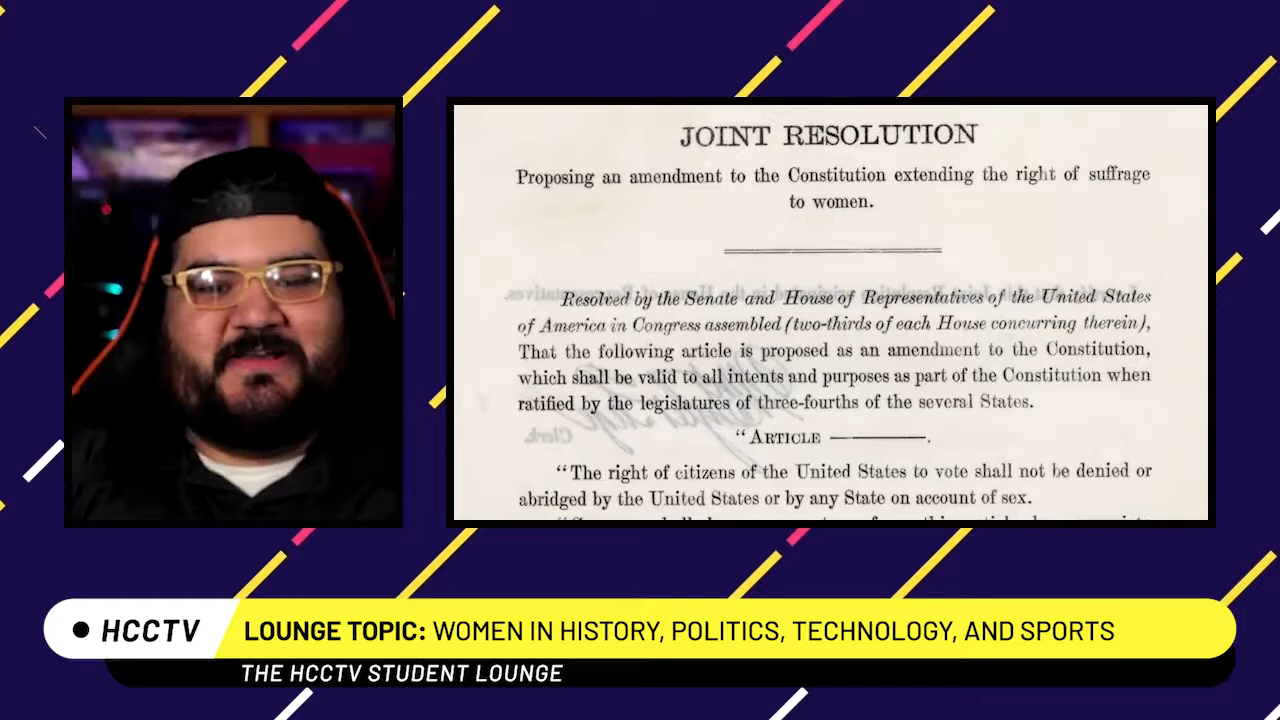 JOINT RESOLUTION
Proposing an amendment to the Constitution extending the right of suffrage
to women.
Resolved by the Senate and House of Representatives of the United States
of America in Congress assembled (two-thirds of each House concurring therein),
That the following article is proposed as an amendment to the Constitution,
which shall be valid to all intents and purposes as part of the Constitution when
ratified by the legislatures of three-fourths of the several States.
“ARTICLE ————.
“The right of citizens of the United States to vote shall not be denied or
abridged by the United States or by any State on account of sex.
HCCTV
LOUNGE TOPIC: WOMEN IN HISTORY, POLITICS, TECHNOLOGY, AND SPORTS
THE HCCTV STUDENT LOUNGE